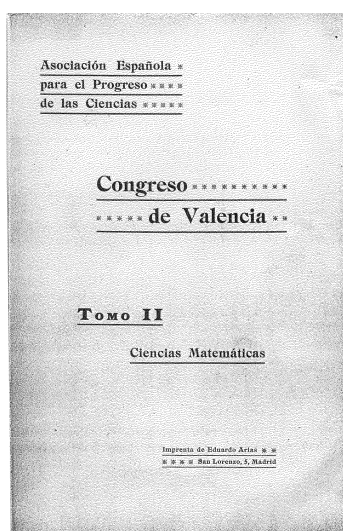 Asociación Española *
para el Progreso * * * *
de las Ciencias * * * * *
Congreso * * * * * * * * * *
* * * * * de Valencia * *
TOMO II
Ciencias Matemáticas
Imprenta de Eduardo Arias * *
* * * * San Lorenzo, 5, Madrid